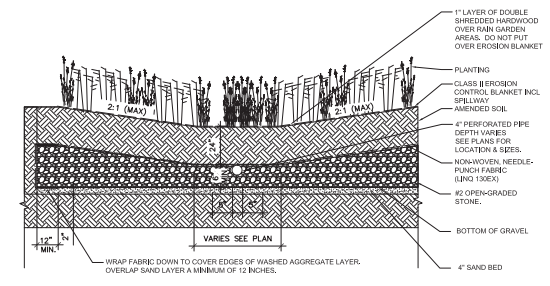 1" LAYER OF DOUBLE
SHREDDED HARDWOOD
OVER RAIN GARDEN
AREAS. DO NOT PUT
OVER EROSION BLANKET
PLANTING
CLASS II EROSION
CONTROL BLANKET INCL
SPILLWAY
AMENDED SOIL
4" PERFORATED PIPE
DEPTH VARIES
SEE PLANS FOR
LOCATION & SIZES.
NON-WOVEN, NEEDLE-
PUNCH FABRIC
(LINQ 130EX)
#2 OPEN-GRADED
STONE.
BOTTOM OF GRAVEL
4" SAND BED
2:1 (MAX)
2:1 (MAX)
24"
12"
MIN.
2"
VARIES SEE PLAN
WRAP FABRIC DOWN TO COVER EDGES OF WASHED AGGREGATE LAYER.
OVERLAP SAND LAYER A MINIMUM OF 12 INCHES.